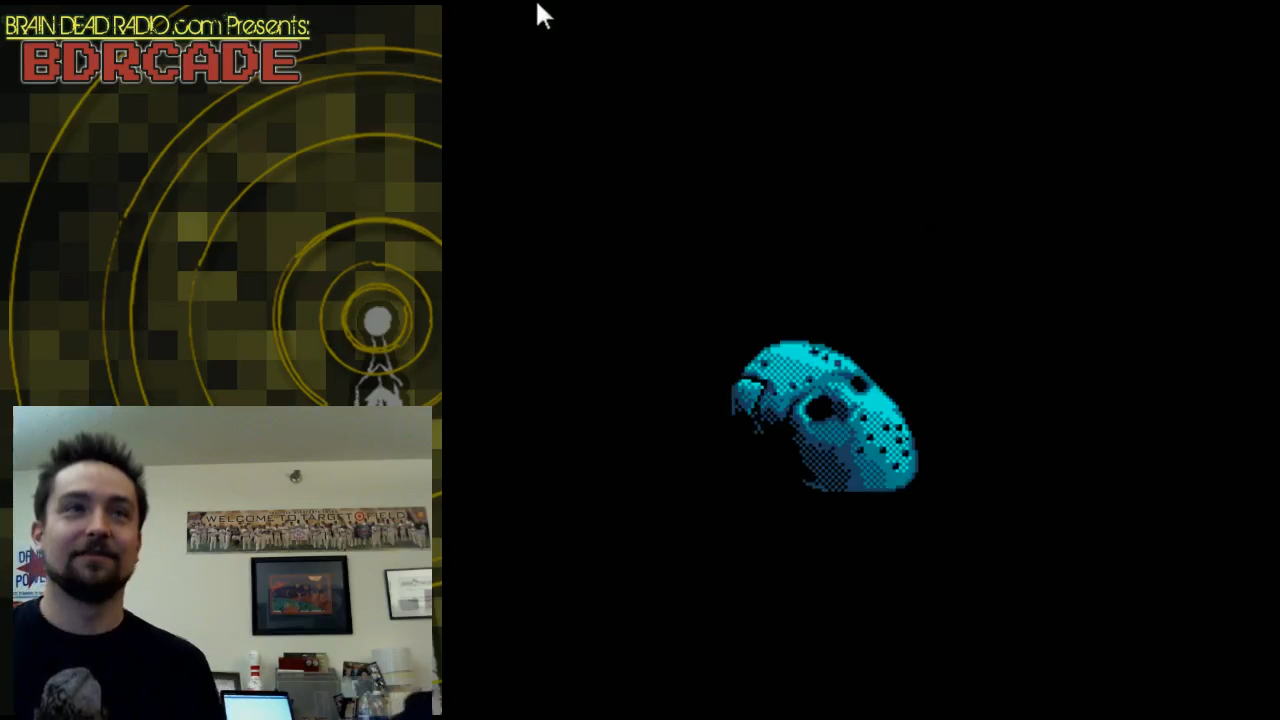 BRAIN DEAD RADIO.com Presents:
BDRCADE
WELCOME TO TARGET FIELD